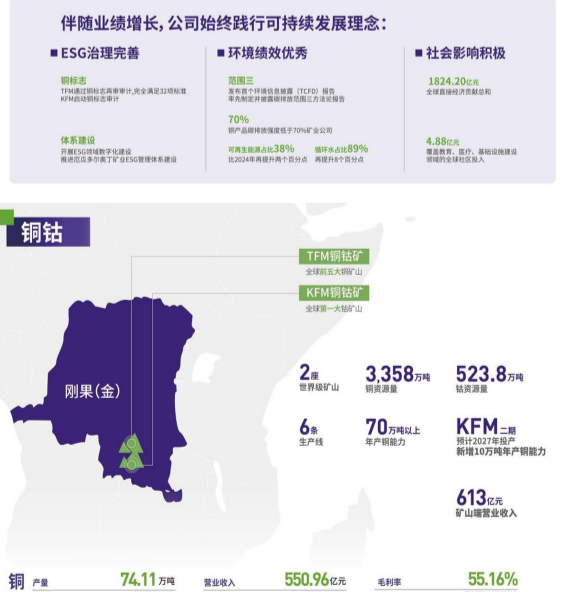 伴随业绩增长，公司始终践行可持续发展理念：
■ ESG治理完善
铜标志
TFM通过铜标志再审审计,完全满足32项标准
KFM启动铜标志审计
体系建设
开展ESG领域数字化建设
推进厄瓜多尔奥丁矿业ESG管理体系建设
■ 环境绩效优秀
范围三
发布首个环境信息披露（TCFD）报告
率先制定并披露碳排放范围三方法论报告
70%
铜产品碳排放强度低于70%矿业公司
可再生能源占比38%
比2024年再提升两个百分点
循环水占比89%
再提升8个百分点
■ 社会影响积极
1824.20亿元
全球直接经济贡献总和
4.88亿元
覆盖教育、医疗、基础设施建设
领域的全球社区投入
铜钴
TFM铜钴矿
全球前五大铜矿山
KFM铜钴矿
全球第一大钴矿山
刚果（金）
2座
世界级矿山
3,358万吨
铜资源量
523.8万吨
钴资源量
6条
生产线
70万吨以上
年产铜能力
KFM二期
预计2027年投产
新增10万吨年产铜能力
613亿元
矿山端营业收入
铜 产量 74.11万吨 营业收入 550.96亿元 毛利率 55.16%